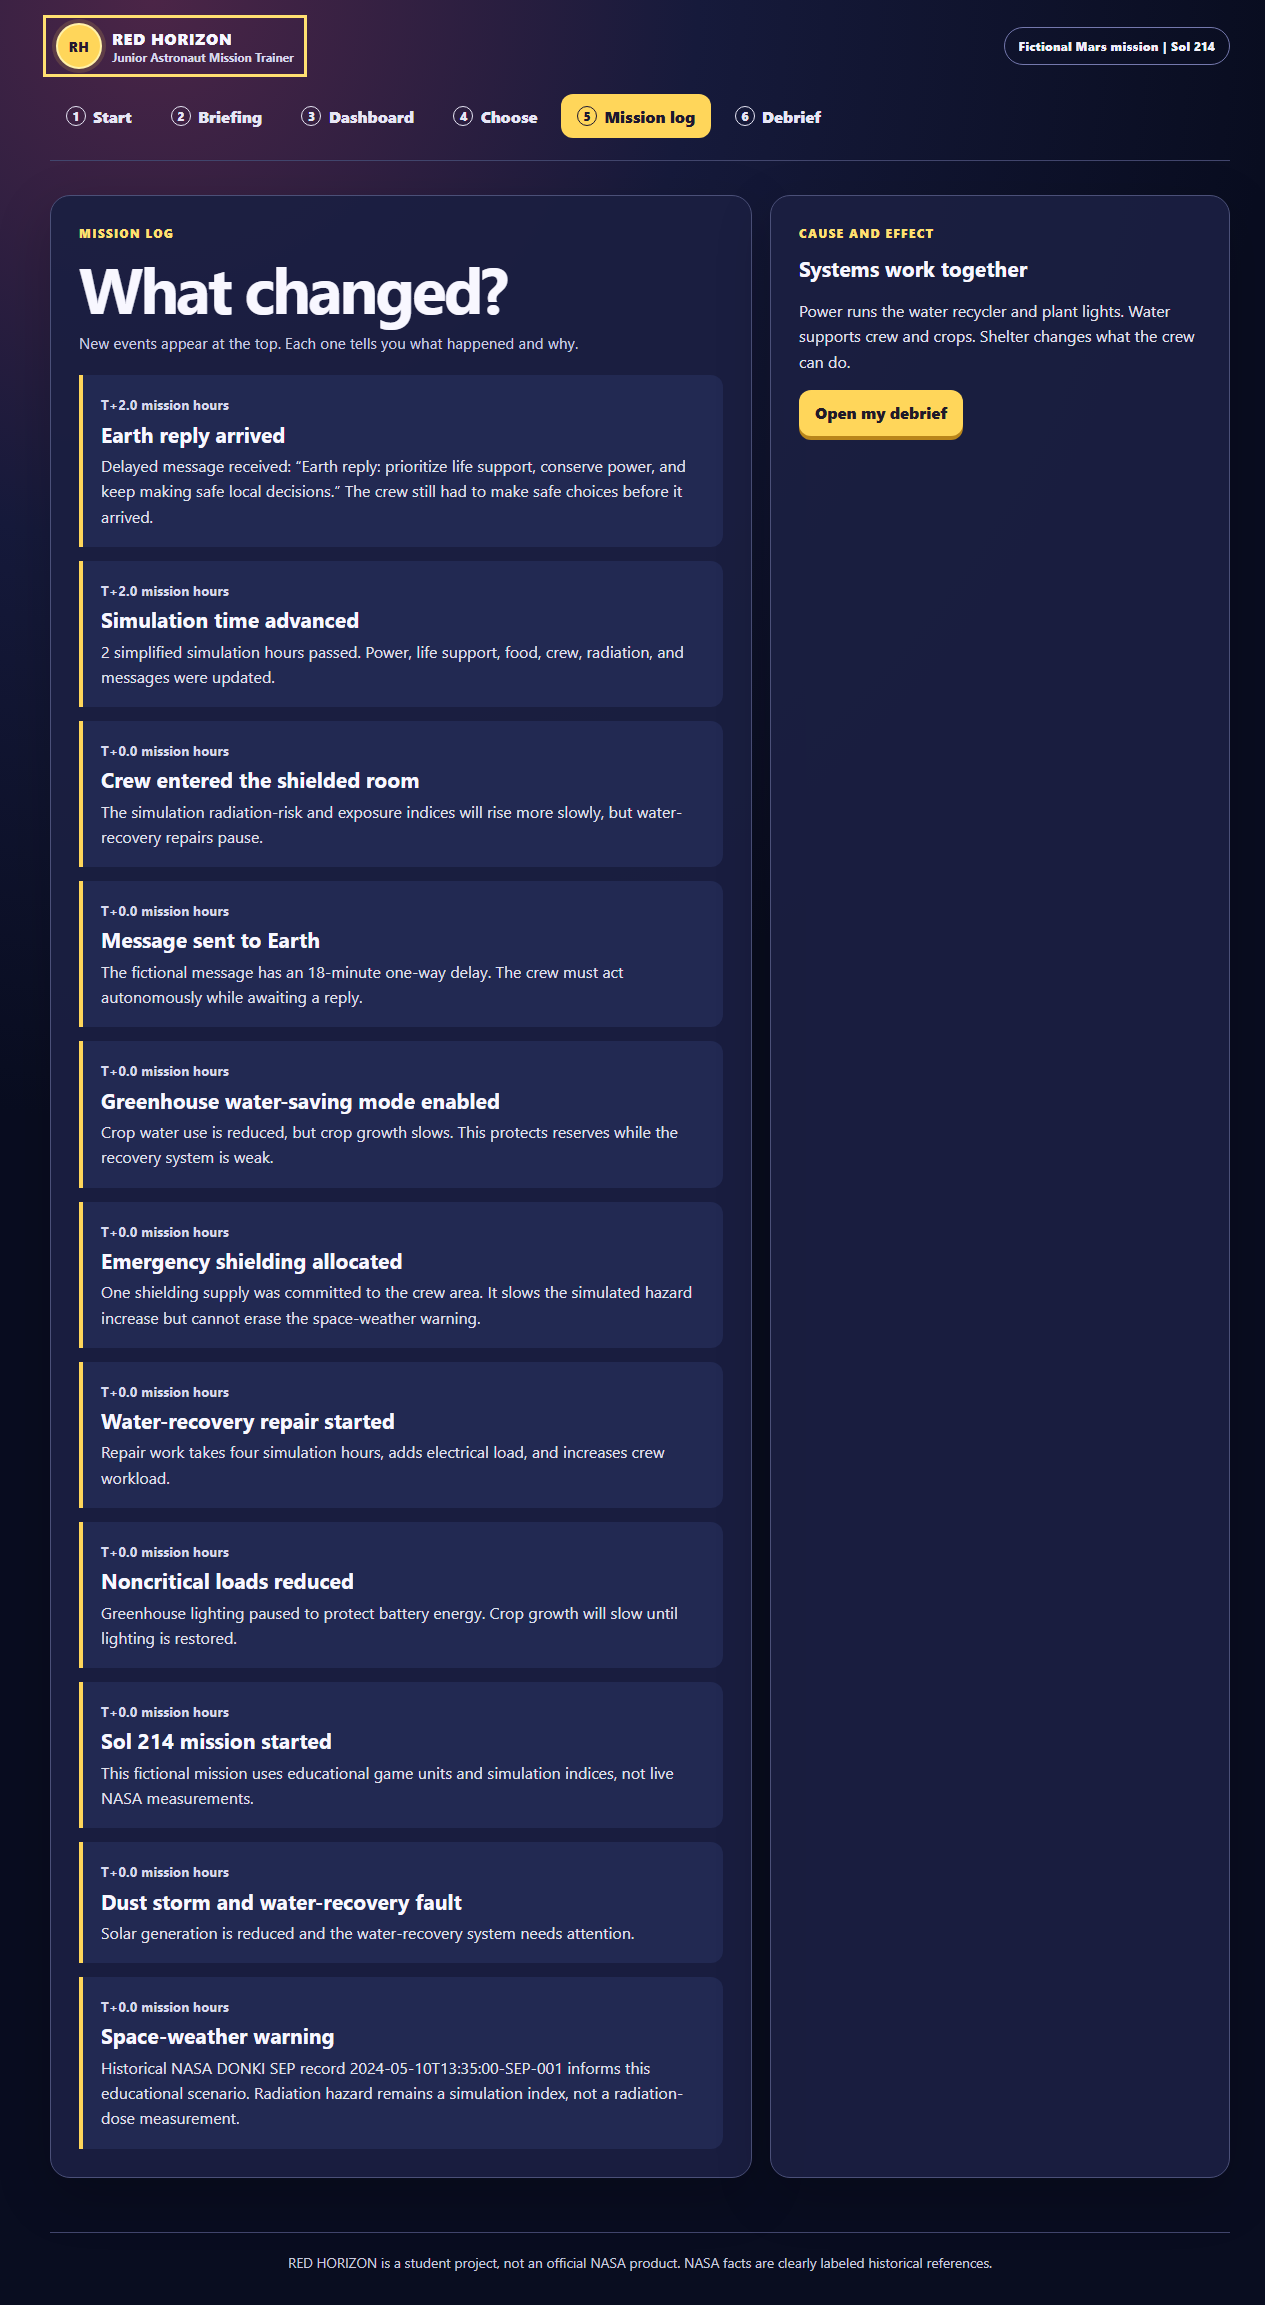 RH
RED HORIZON
Junior Astronaut Mission Trainer
Fictional Mars mission | Sol 214
1 Start
2 Briefing
3 Dashboard
4 Choose
5 Mission log
6 Debrief
MISSION LOG
What changed?
New events appear at the top. Each one tells you what happened and why.
T+2.0 mission hours
Earth reply arrived
Delayed message received: “Earth reply: prioritize life support, conserve power, and
keep making safe local decisions.” The crew still had to make safe choices before it
arrived.
T+2.0 mission hours
Simulation time advanced
2 simplified simulation hours passed. Power, life support, food, crew, radiation, and
messages were updated.
T+0.0 mission hours
Crew entered the shielded room
The simulation radiation-risk and exposure indices will rise more slowly, but water-
recovery repairs pause.
T+0.0 mission hours
Message sent to Earth
The fictional message has an 18-minute one-way delay. The crew must act
autonomously while awaiting a reply.
T+0.0 mission hours
Greenhouse water-saving mode enabled
Crop water use is reduced, but crop growth slows. This protects reserves while the
recovery system is weak.
T+0.0 mission hours
Emergency shielding allocated
One shielding supply was committed to the crew area. It slows the simulated hazard
increase but cannot erase the space-weather warning.
T+0.0 mission hours
Water-recovery repair started
Repair work takes four simulation hours, adds electrical load, and increases crew
workload.
T+0.0 mission hours
Noncritical loads reduced
Greenhouse lighting paused to protect battery energy. Crop growth will slow until
lighting is restored.
T+0.0 mission hours
Sol 214 mission started
This fictional mission uses educational game units and simulation indices, not live
NASA measurements.
T+0.0 mission hours
Dust storm and water-recovery fault
Solar generation is reduced and the water-recovery system needs attention.
T+0.0 mission hours
Space-weather warning
Historical NASA DONKI SEP record 2024-05-10T13:35:00-SEP-001 informs this
educational scenario. Radiation hazard remains a simulation index, not a radiation-
dose measurement.
CAUSE AND EFFECT
Systems work together
Power runs the water recycler and plant lights. Water
supports crew and crops. Shelter changes what the crew
can do.
Open my debrief
RED HORIZON is a student project, not an official NASA product. NASA facts are clearly labeled historical references.